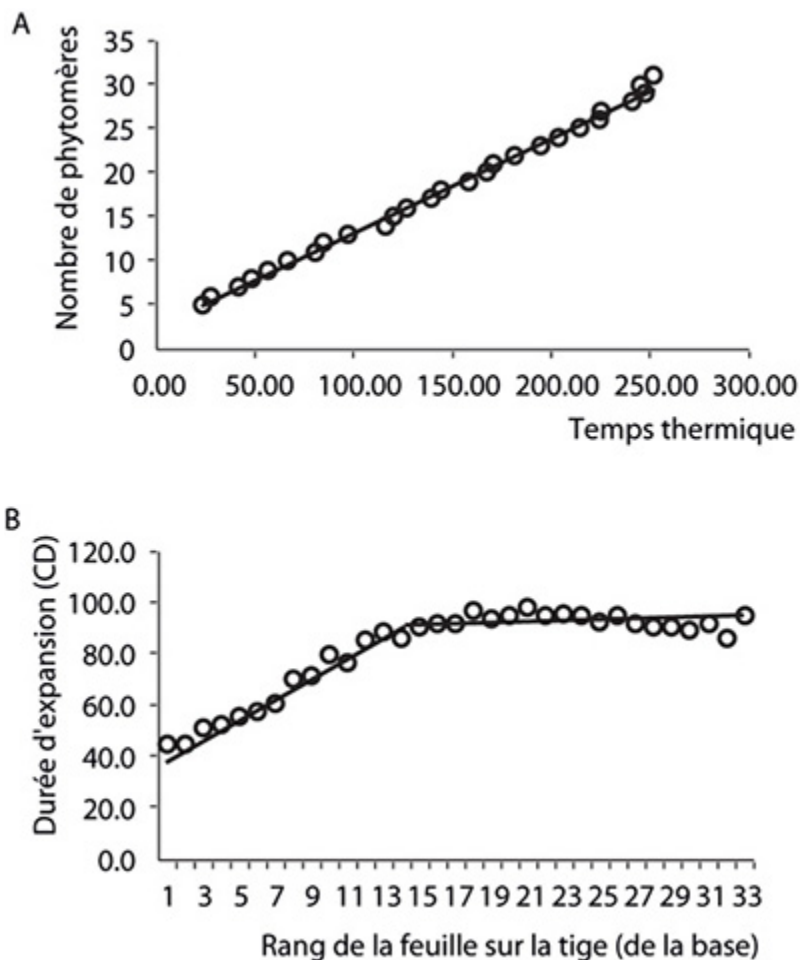 A
Nombre de phytomères
35
30
25
20
15
10
5
0
0.00 50.00 100.00 150.00 200.00 250.00 300.00
Temps thermique
B
Durée d'expansion (CD)
120.0
100.0
80.0
60.0
40.0
20.0
0.0
1 3 5 7 9 11 13 15 17 19 21 23 25 27 29 31 33
Rang de la feuille sur la tige (de la base)